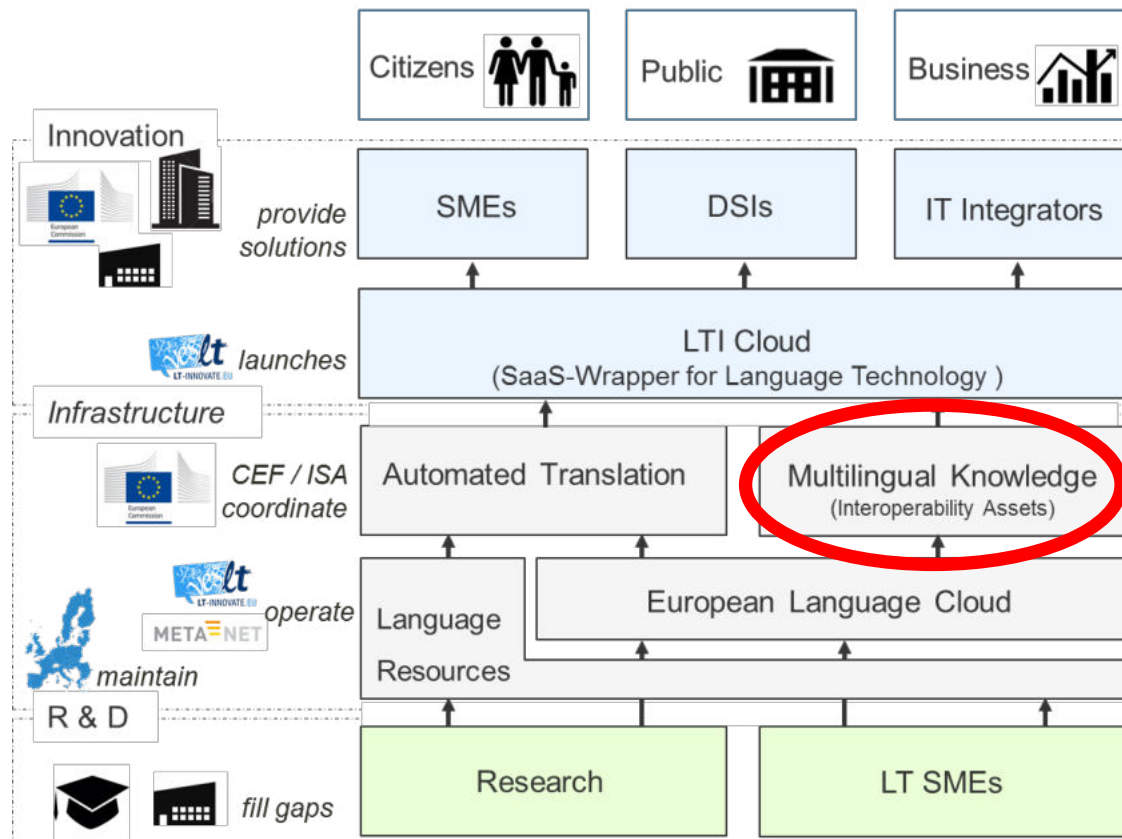 Citizens
Public
Business
Innovation
European
Commission
provide
solutions
SMEs
DSIs
IT Integrators
lt
LT-INNOVATE.EU
launches
LTI Cloud
(SaaS-Wrapper for Language Technology )
Infrastructure
European
Commission
CEF / ISA
coordinate
Automated Translation
Multilingual Knowledge
(Interoperability Assets)
lt
LT-INNOVATE.EU
META NET
operate
maintain
Language
Resources
European Language Cloud
R & D
fill gaps
Research
LT SMEs